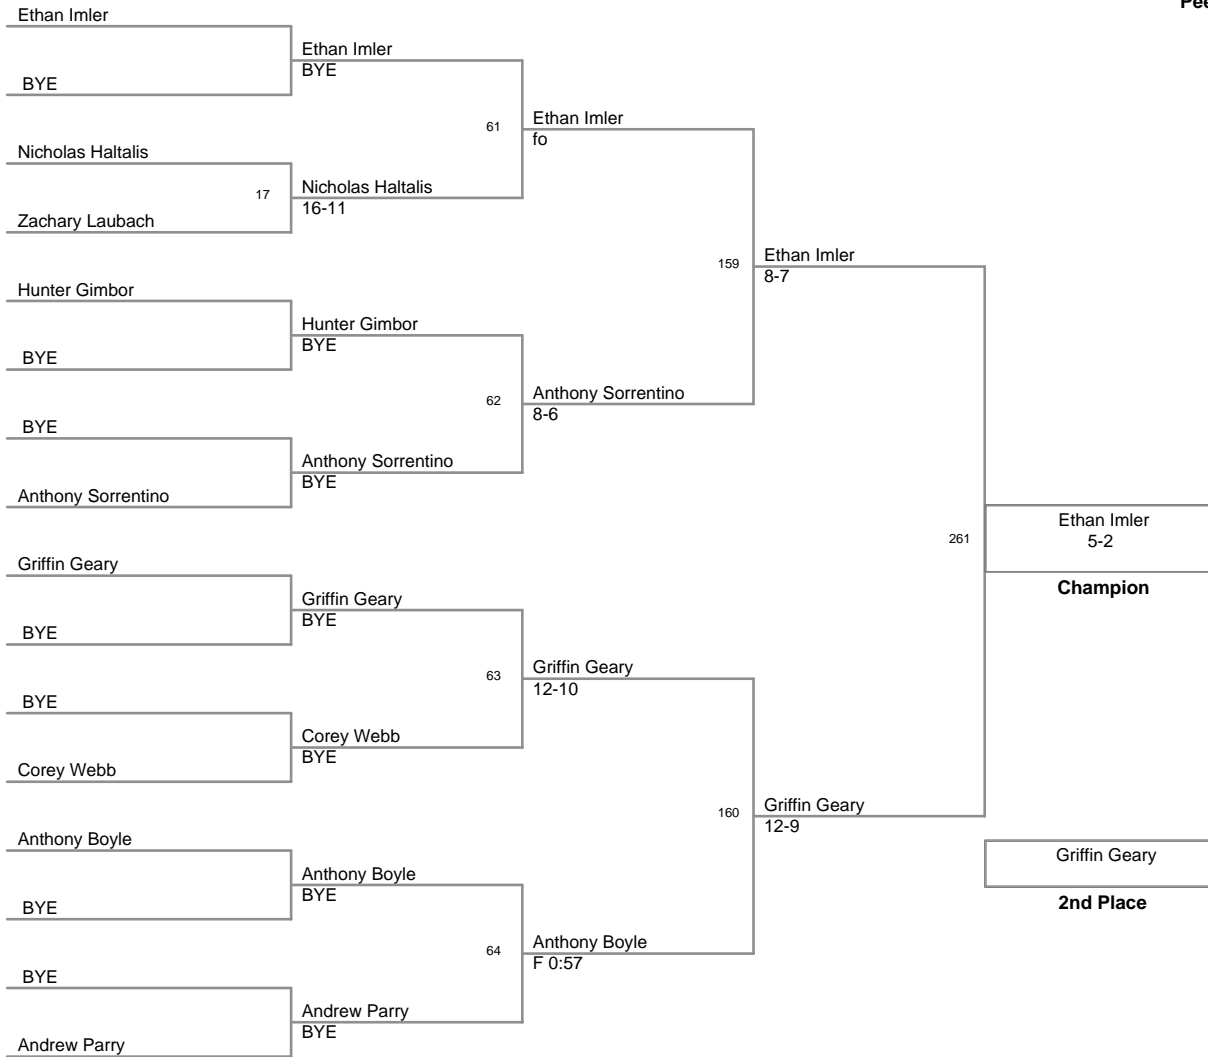 Ethan Imler
BYE
Nicholas Haltalis
Zachary Laubach
Hunter Gimbor
BYE
BYE
Anthony Sorrentino
Griffin Geary
BYE
BYE
Corey Webb
Anthony Boyle
BYE
BYE
Andrew Parry
17
Ethan Imler
BYE
Nicholas Haltalis
16-11
Hunter Gimbor
BYE
Anthony Sorrentino
BYE
Griffin Geary
BYE
Corey Webb
BYE
Anthony Boyle
BYE
Andrew Parry
BYE
61
62
63
64
Ethan Imler
fo
Anthony Sorrentino
8-6
Griffin Geary
12-10
Anthony Boyle
F 0:57
159
160
Ethan Imler
8-7
Griffin Geary
12-9
261
Ethan Imler
5-2
Champion
Griffin Geary
2nd Place